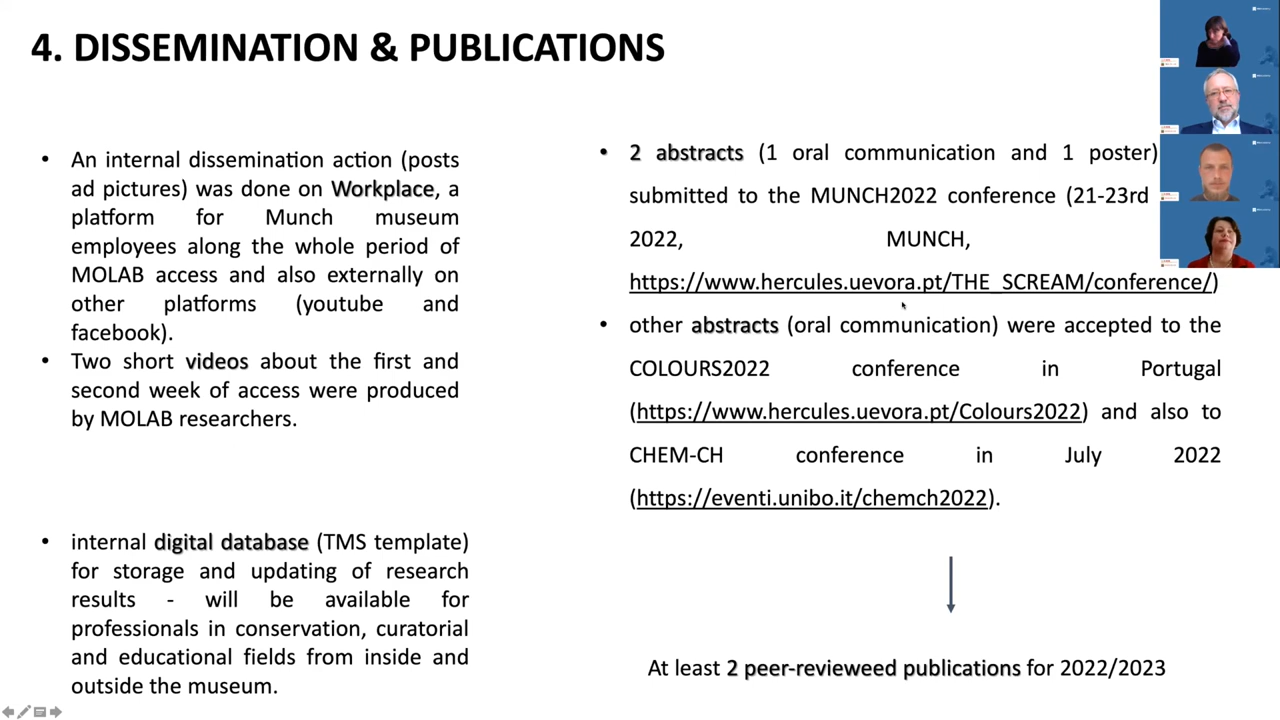 4. DISSEMINATION & PUBLICATIONS
• An internal dissemination action (posts
ad pictures) was done on Workplace, a
platform for Munch museum
employees along the whole period of
MOLAB access and also externally on
other platforms (youtube and
facebook).
• Two short videos about the first and
second week of access were produced
by MOLAB researchers.
• internal digital database (TMS template)
for storage and updating of research
results - will be available for
professionals in conservation, curatorial
and educational fields from inside and
outside the museum.
• 2 abstracts (1 oral communication and 1 poster)
submitted to the MUNCH2022 conference (21-23rd
2022, MUNCH,
https://www.hercules.uevora.pt/THE_SCREAM/conference/)
• other abstracts (oral communication) were accepted to the
COLOURS2022 conference in Portugal
(https://www.hercules.uevora.pt/Colours2022) and also to
CHEM-CH conference in July 2022
(https://eventi.unibo.it/chemch2022).
At least 2 peer-revieweed publications for 2022/2023